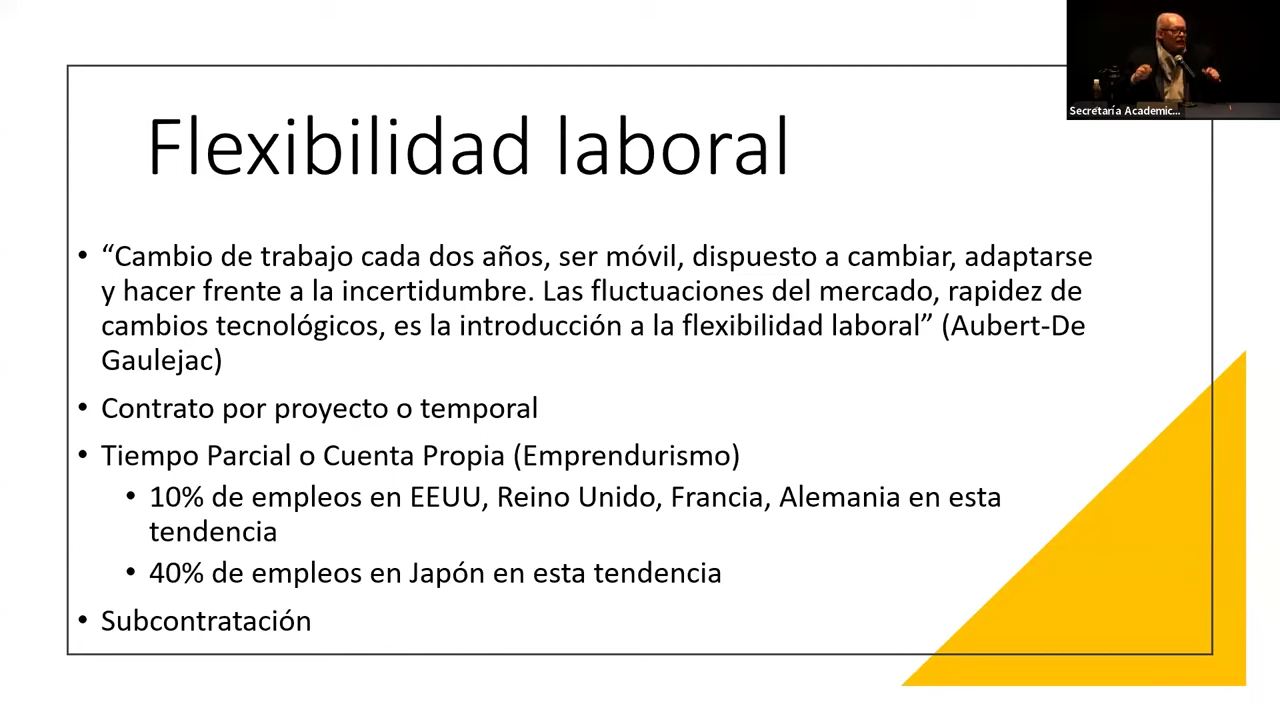 Secretaría Academic...
Flexibilidad laboral
• “Cambio de trabajo cada dos años, ser móvil, dispuesto a cambiar, adaptarse
y hacer frente a la incertidumbre. Las fluctuaciones del mercado, rapidez de
cambios tecnológicos, es la introducción a la flexibilidad laboral” (Aubert-De
Gaulejac)
• Contrato por proyecto o temporal
• Tiempo Parcial o Cuenta Propia (Emprendurismo)
• 10% de empleos en EEUU, Reino Unido, Francia, Alemania en esta
tendencia
• 40% de empleos en Japón en esta tendencia
• Subcontratación